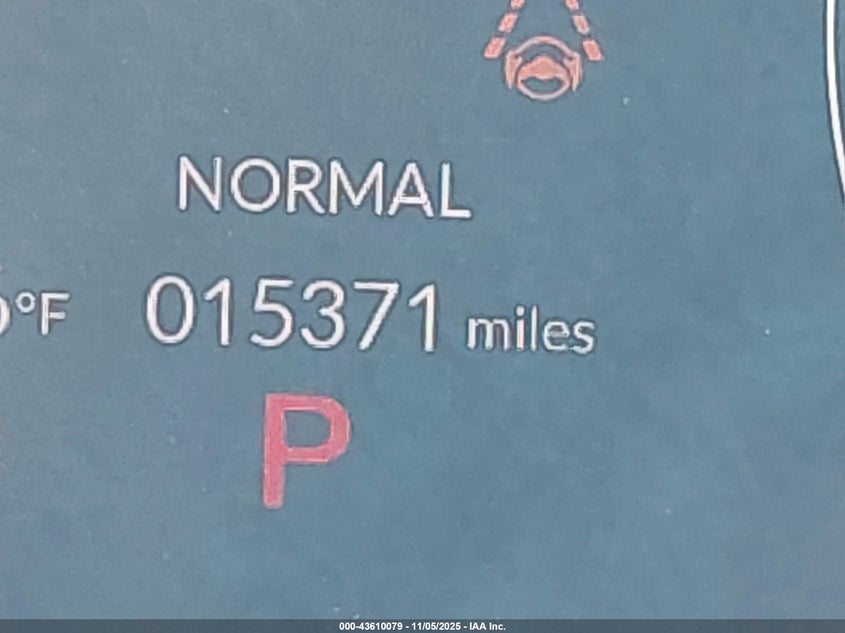 NORMAL
°F 015371 miles
P
000-43610079 - 11/05/2025 - IAA Inc.